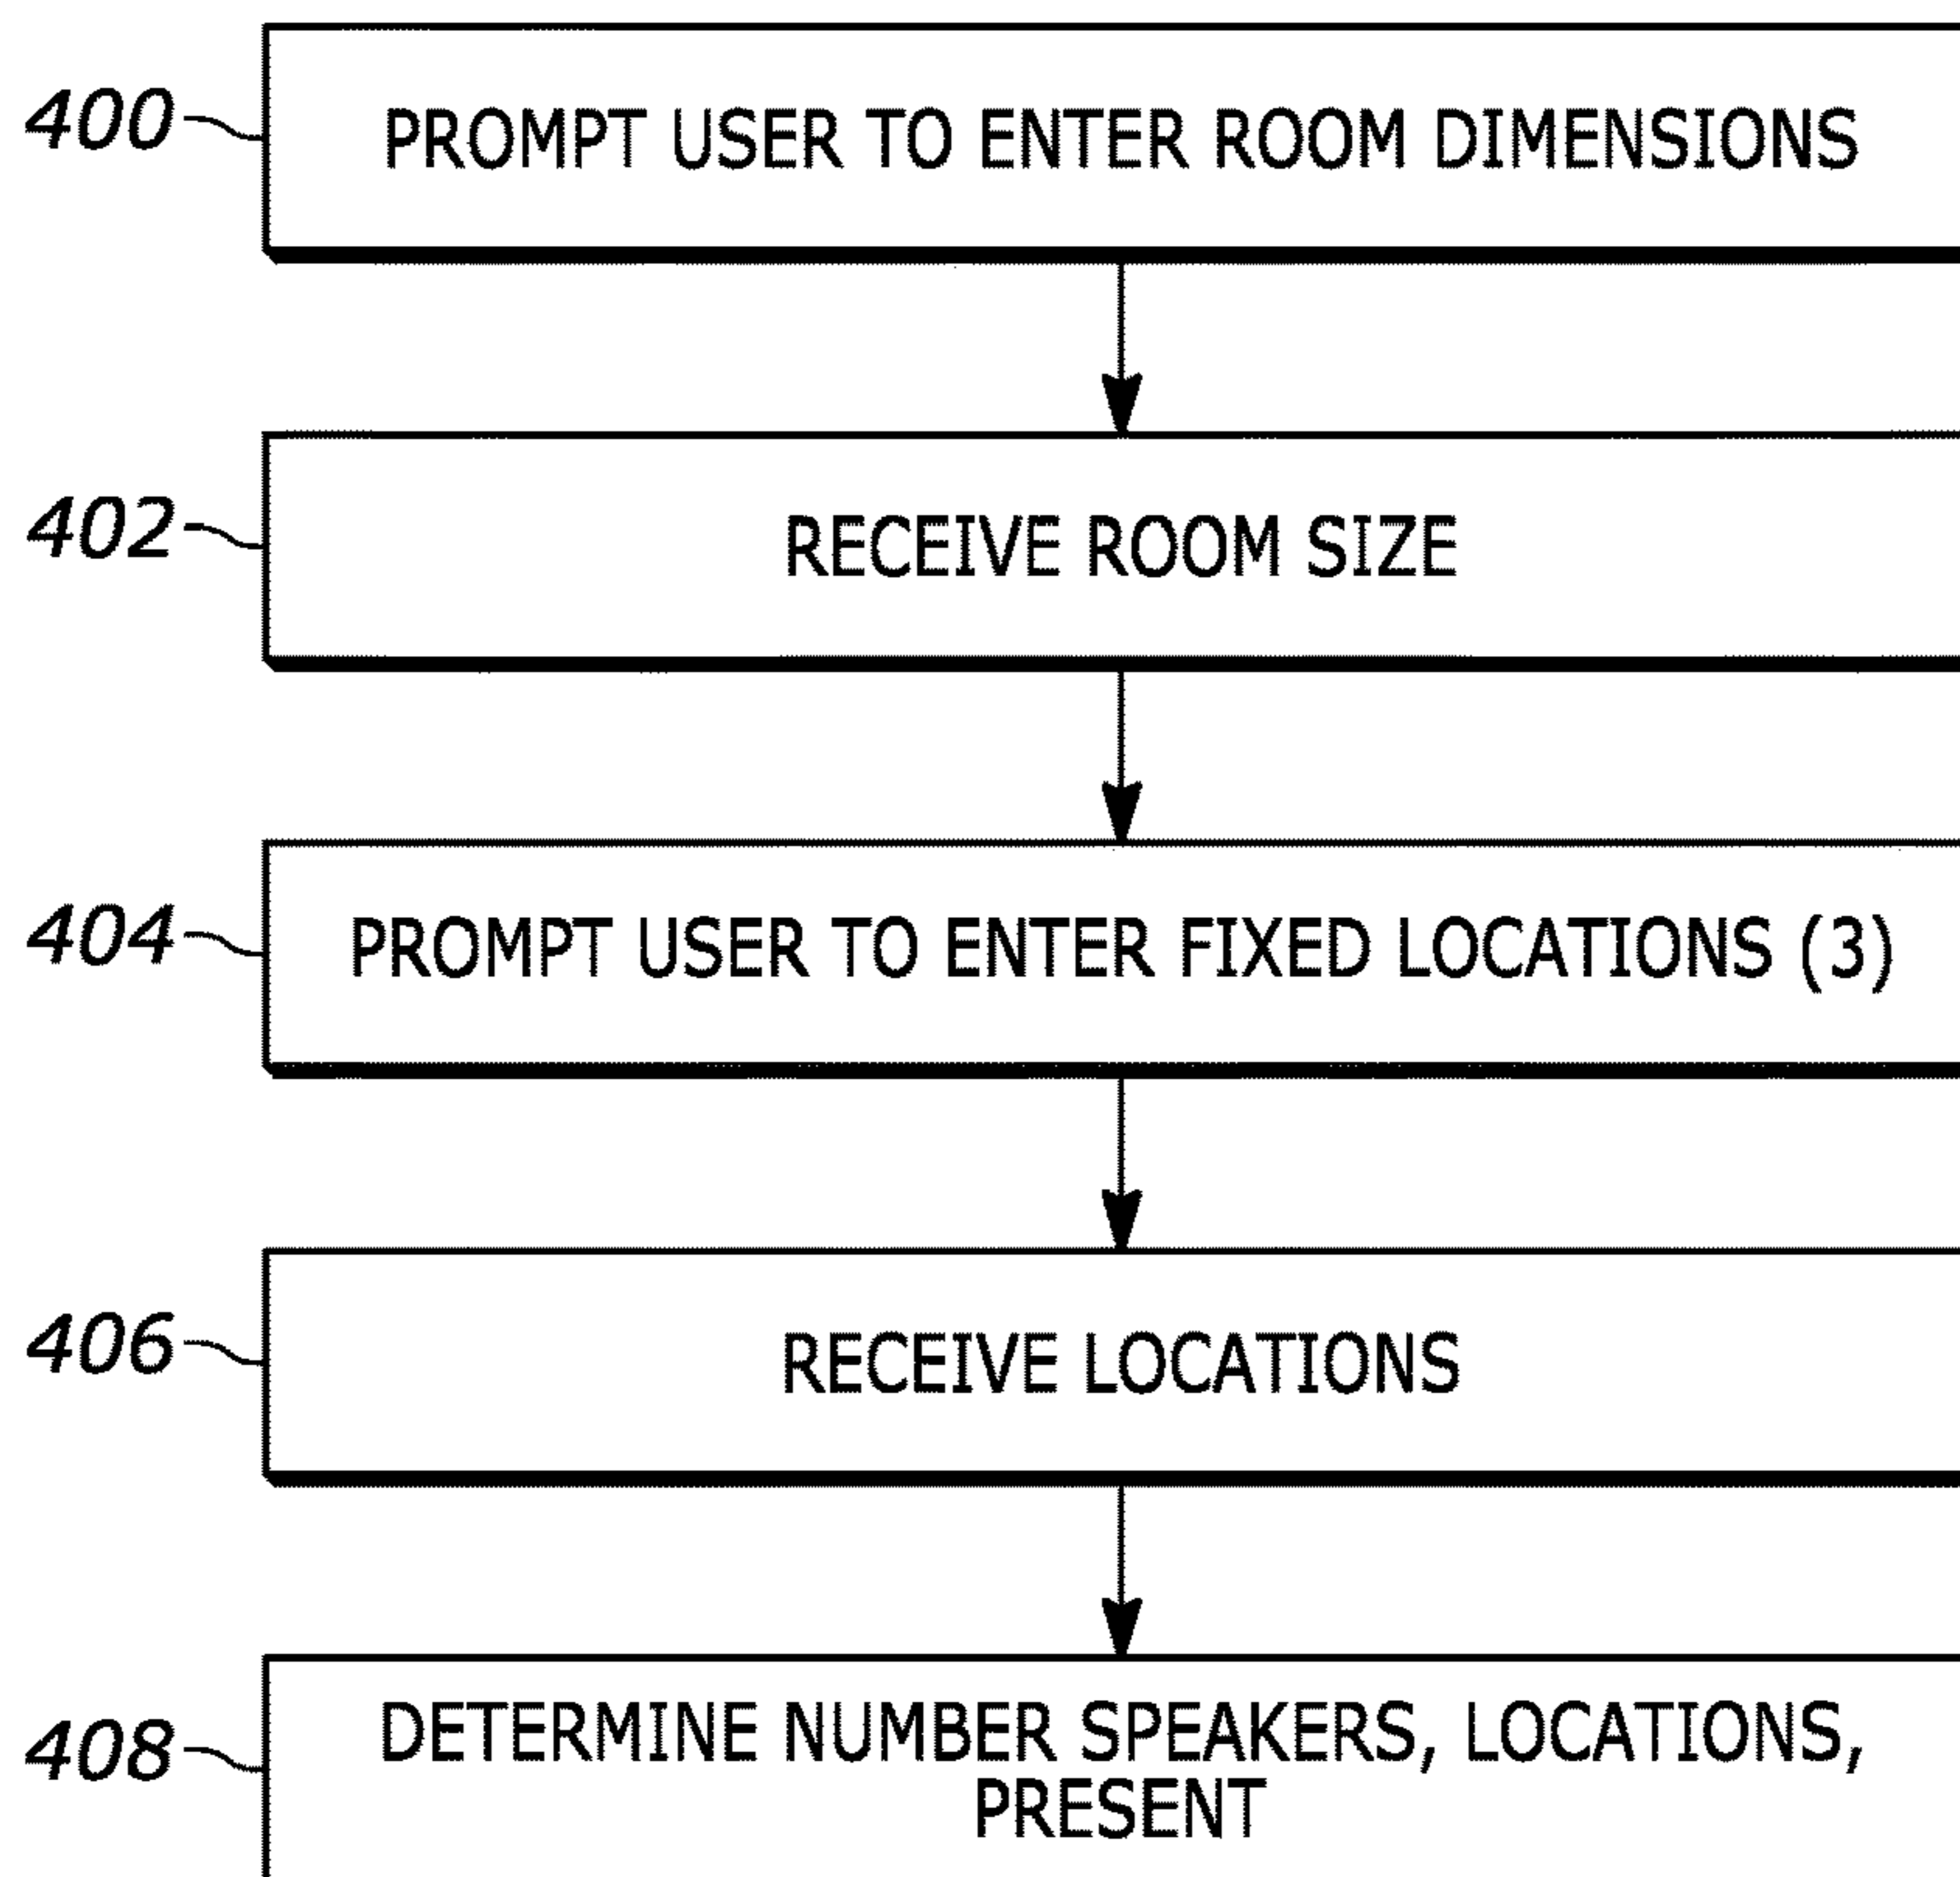 400 PROMPT USER TO ENTER ROOM DIMENSIONS
402 RECEIVE ROOM SIZE
404 PROMPT USER TO ENTER FIXED LOCATIONS (3)
406 RECEIVE LOCATIONS
408 DETERMINE NUMBER SPEAKERS, LOCATIONS,
PRESENT